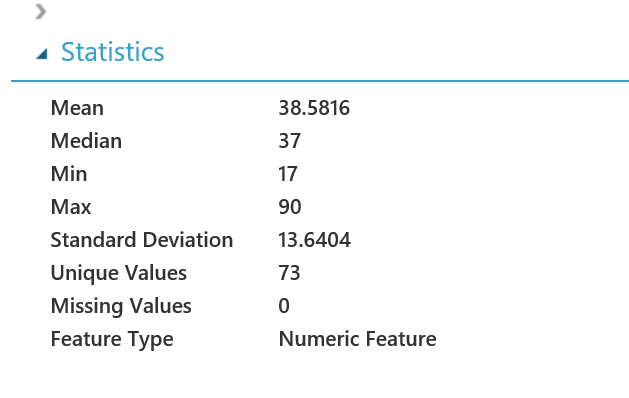 Statistics
Mean 38.5816
Median 37
Min 17
Max 90
Standard Deviation 13.6404
Unique Values 73
Missing Values 0
Feature Type Numeric Feature